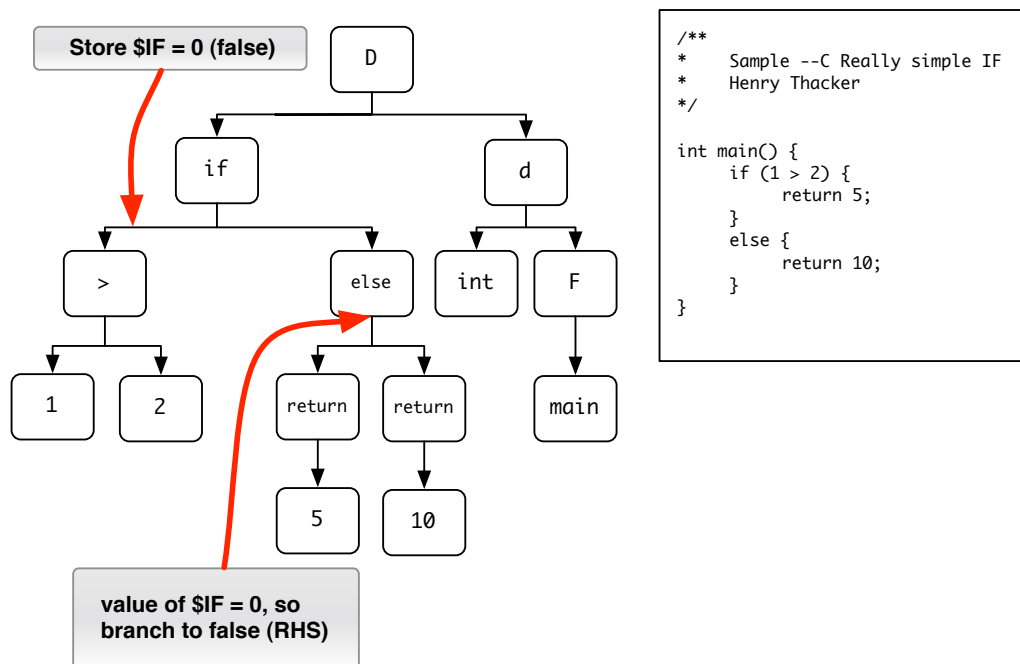 Store $IF = 0 (false)
D
if
d
>
else
int
F
1
2
return
return
main
5
10
value of $IF = 0, so
branch to false (RHS)
/**
*    Sample --C Really simple IF
*    Henry Thacker
*/
int main() {
if (1 > 2) {
return 5;
}
else {
return 10;
}
}